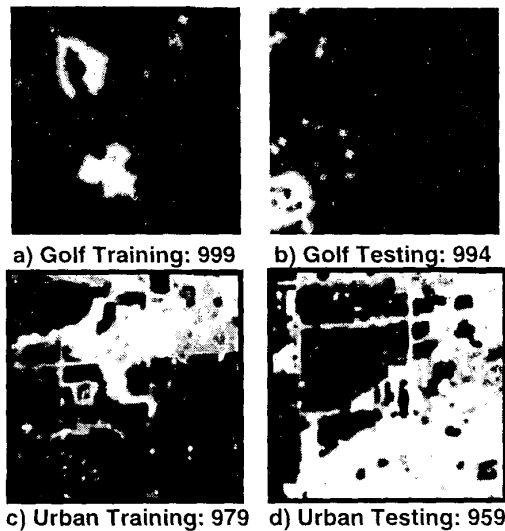 a) Golf Training: 999
b) Golf Testing: 994
c) Urban Training: 979
d) Urban Testing: 959